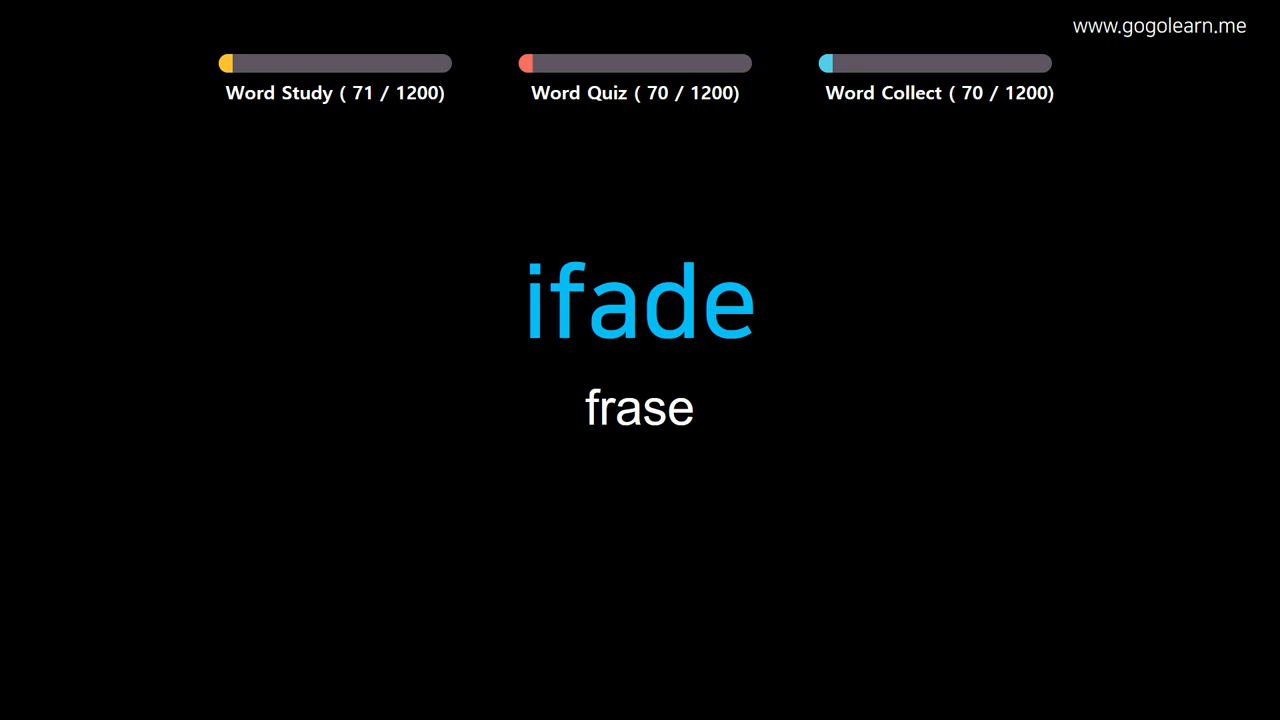 www.gogolearn.me
Word Study ( 71 / 1200)
Word Quiz ( 70 / 1200)
Word Collect ( 70 / 1200)
ifade
frase